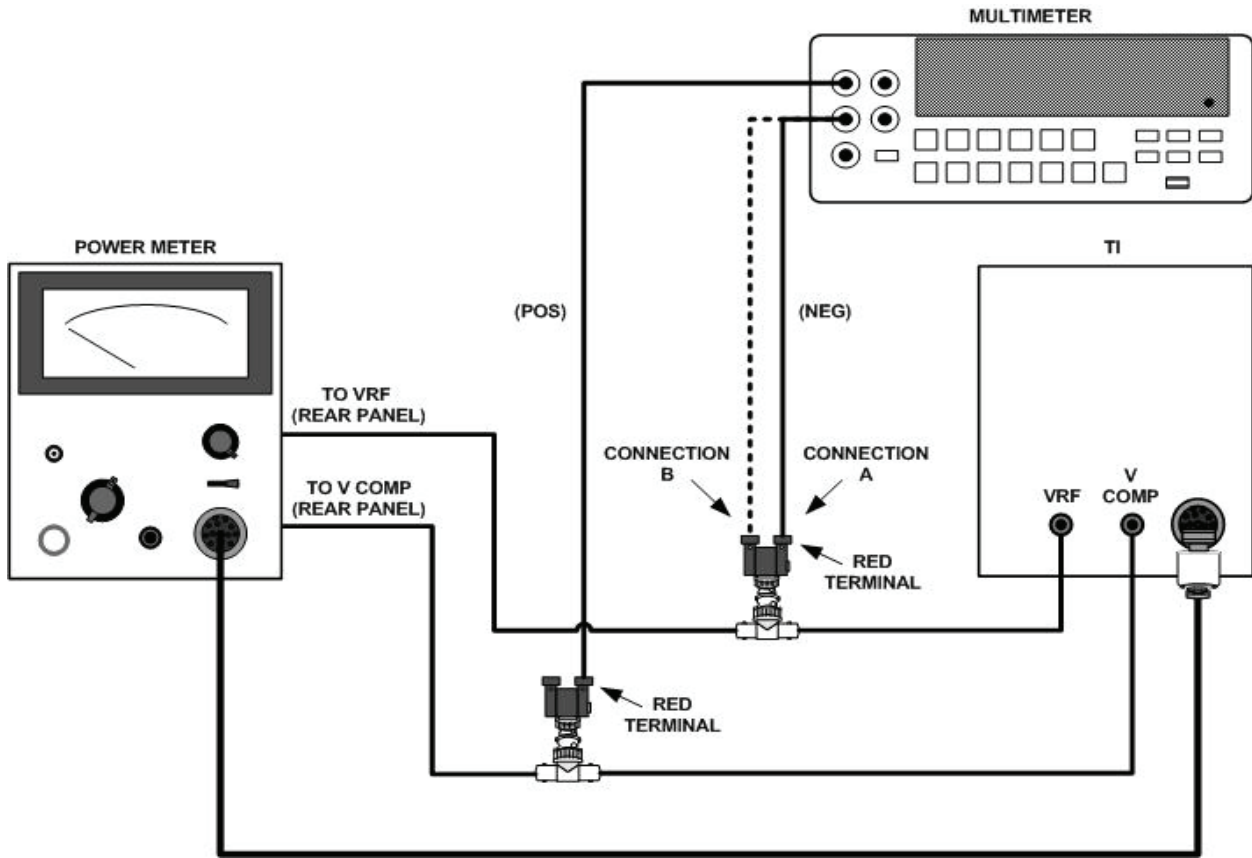 MULTIMETER
POWER METER
TI
(POS)
(NEG)
TO VRF
(REAR PANEL)
CONNECTION
B
CONNECTION
A
TO V COMP
(REAR PANEL)
VRF
V
COMP
RED
TERMINAL
RED
TERMINAL